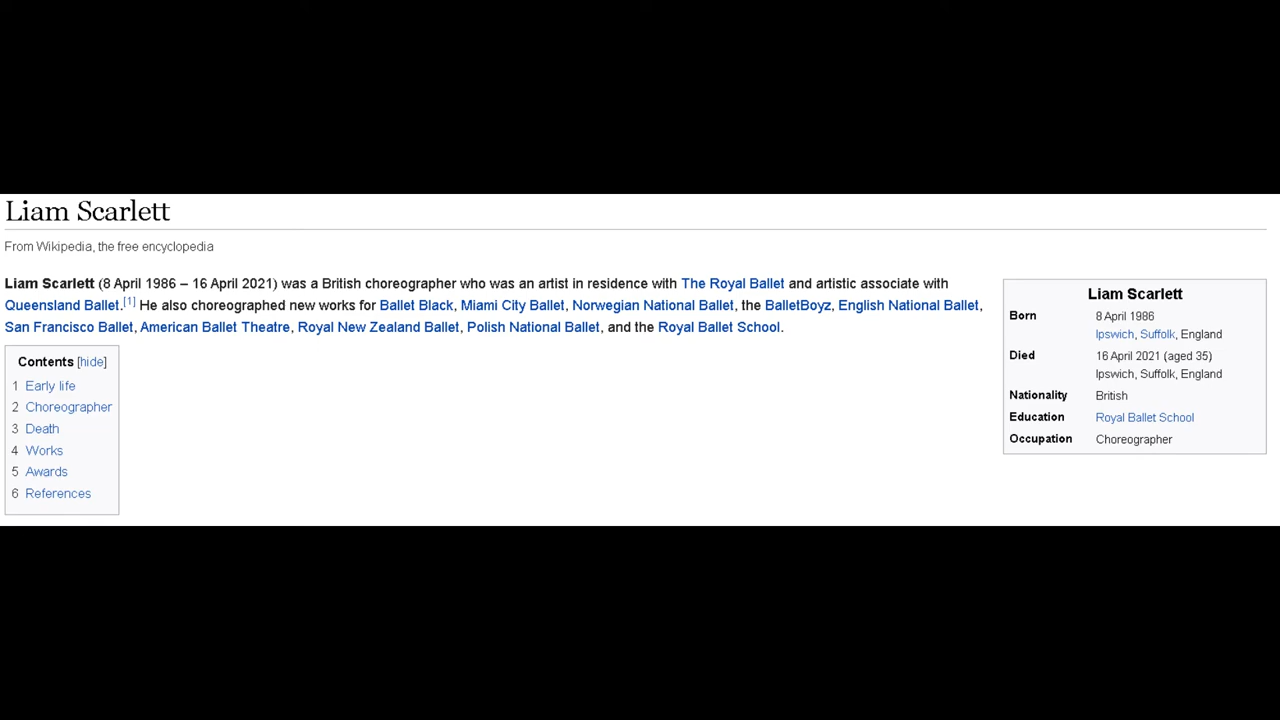 Liam Scarlett
From Wikipedia, the free encyclopedia
Liam Scarlett (8 April 1986 – 16 April 2021) was a British choreographer who was an artist in residence with The Royal Ballet and artistic associate with
Queensland Ballet.[1] He also choreographed new works for Ballet Black, Miami City Ballet, Norwegian National Ballet, the BalletBoyz, English National Ballet,
San Francisco Ballet, American Ballet Theatre, Royal New Zealand Ballet, Polish National Ballet, and the Royal Ballet School.
Contents [hide]
1 Early life
2 Choreographer
3 Death
4 Works
5 Awards
6 References
Liam Scarlett
Born 8 April 1986
Ipswich, Suffolk, England
Died 16 April 2021 (aged 35)
Ipswich, Suffolk, England
Nationality British
Education Royal Ballet School
Occupation Choreographer